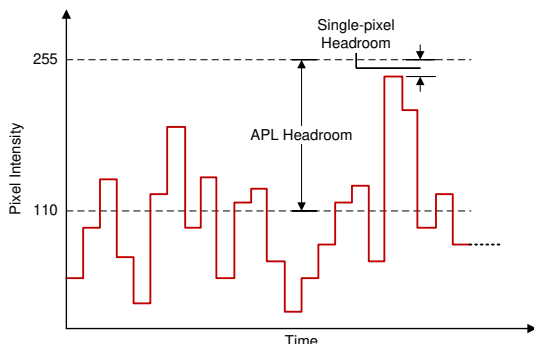 Single-pixel
Headroom
255
APL Headroom
Pixel Intensity
110
Time